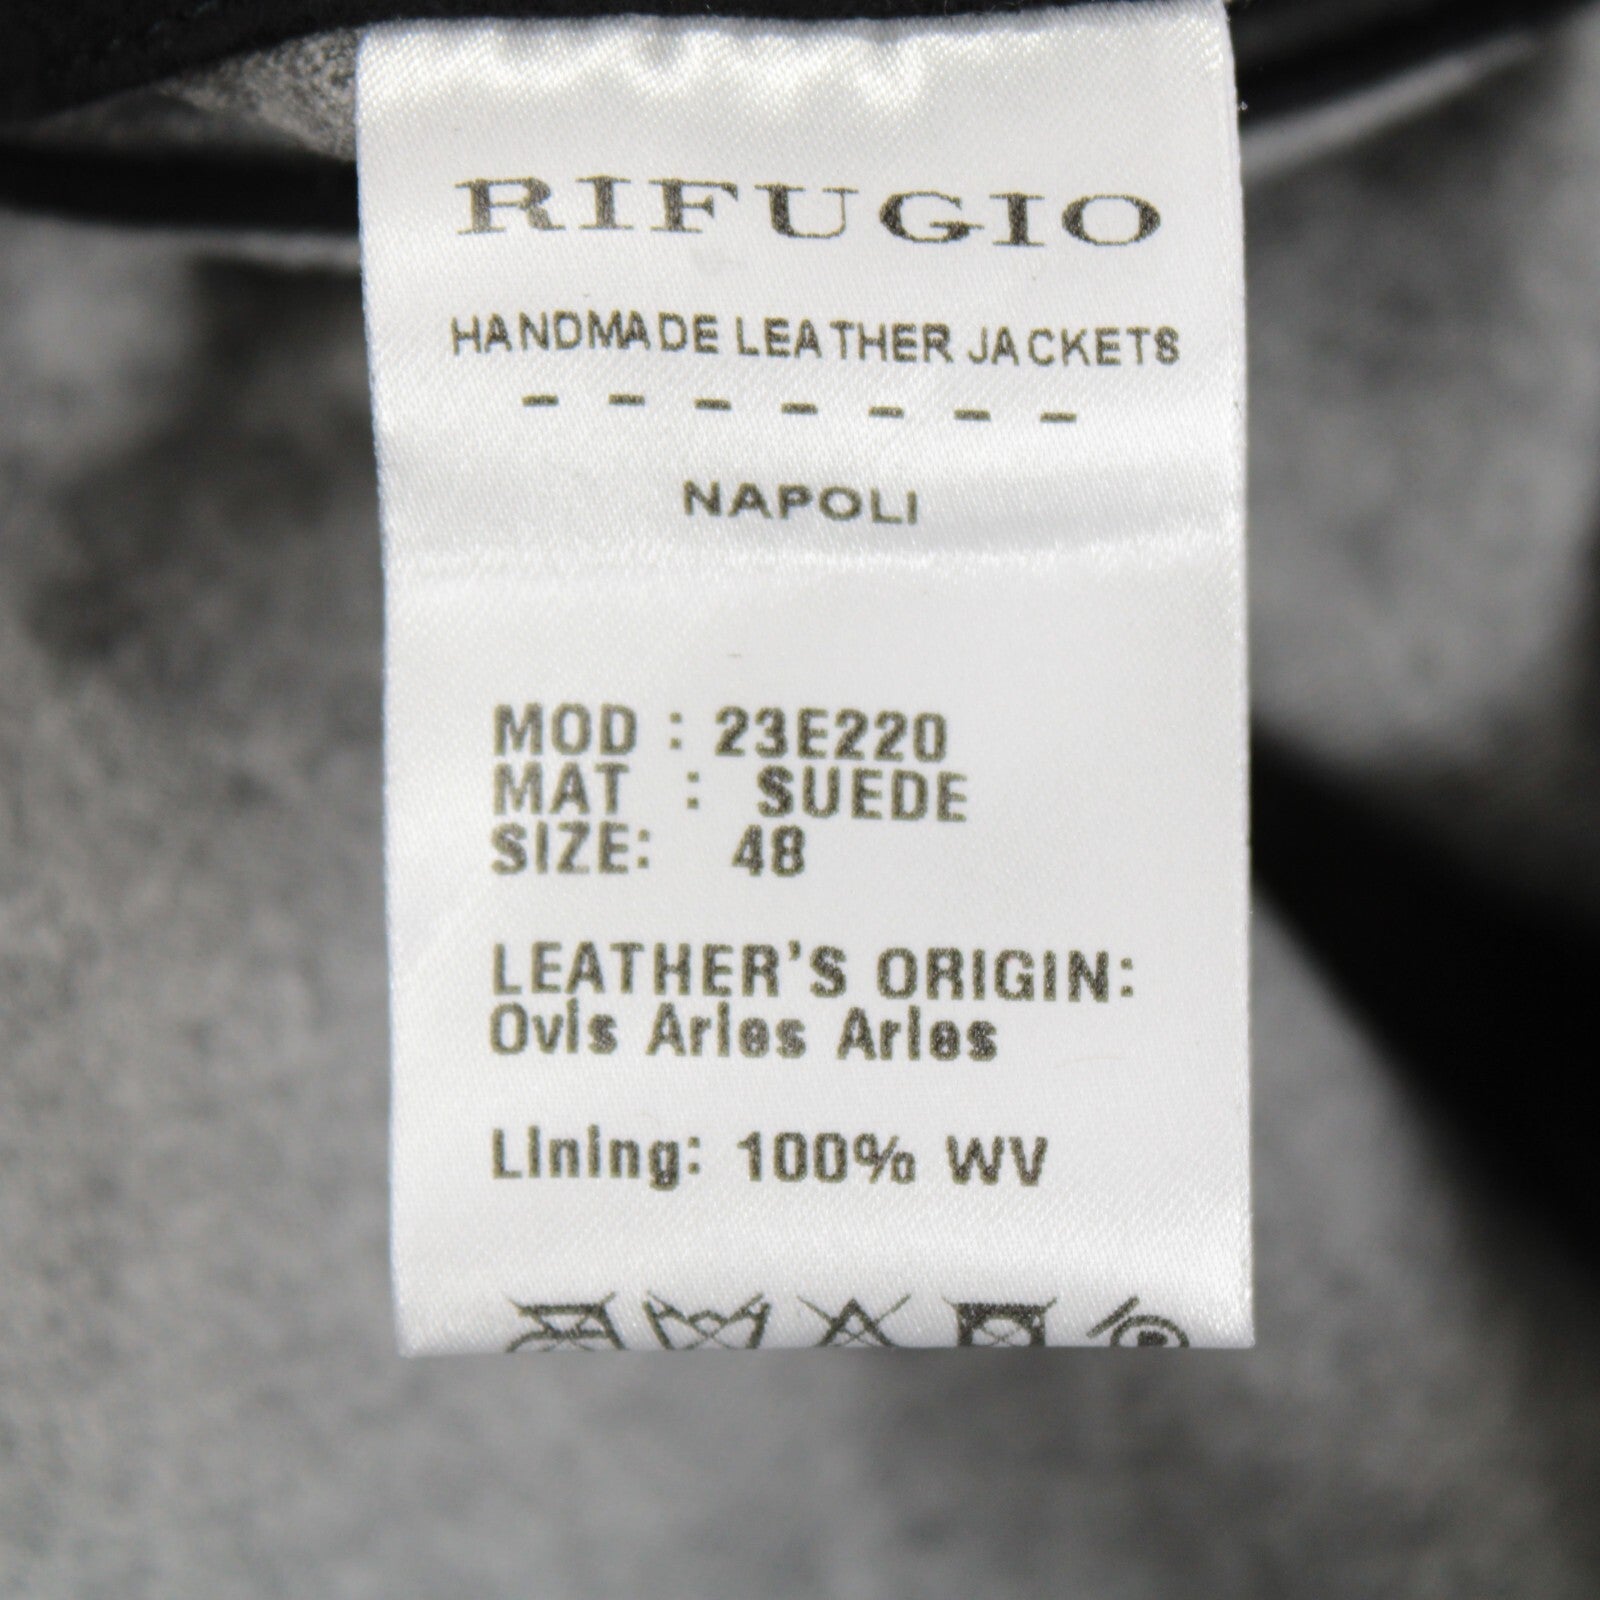 RIFUGIO
HANDMADE LEATHER JACKETS
- - - - - - -
NAPOLI
MOD : 23E220
MAT : SUEDE
SIZE: 48
LEATHER'S ORIGIN:
Ovis Aries Aries
Lining: 100% WV